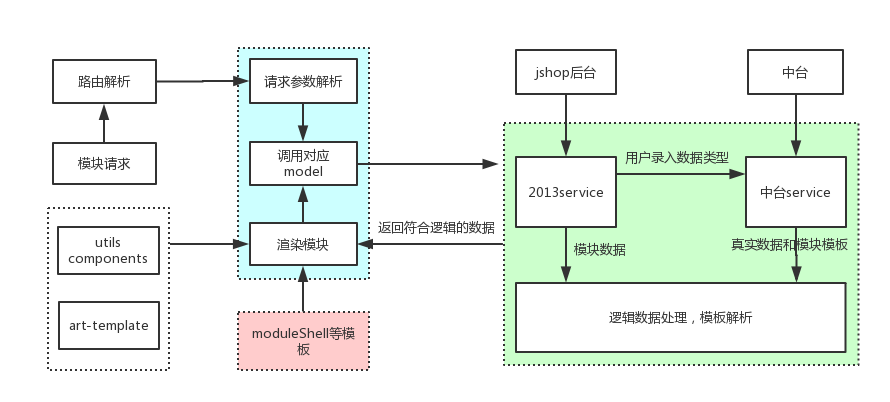 路由解析
请求参数解析
jshop后台
中台
模块请求
调用对应
model
用户录入数据类型
2013service
中台service
utils
components
渲染模块
返回符合逻辑的数据
模块数据
真实数据和模块模板
art-template
moduleShell等模
板
逻辑数据处理，模板解析